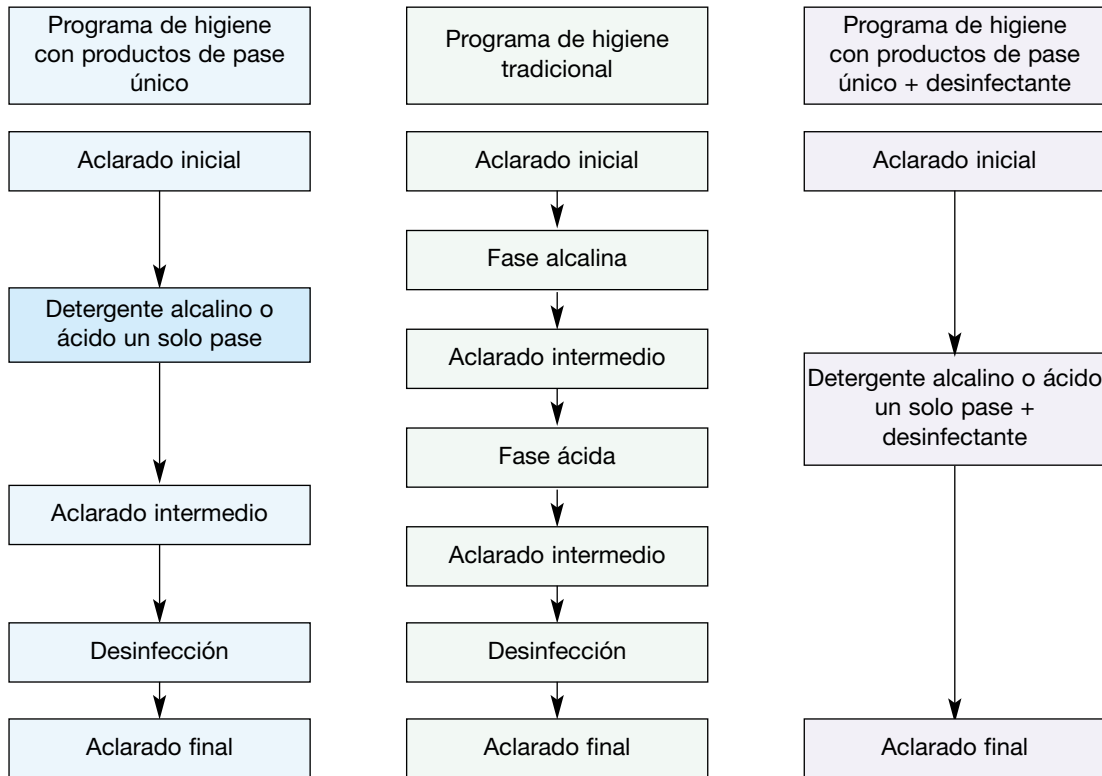 Programa de higiene
con productos de pase
único
Aclarado inicial
Detergente alcalino o
ácido un solo pase
Aclarado intermedio
Desinfección
Aclarado final
Programa de higiene
tradicional
Aclarado inicial
Fase alcalina
Aclarado intermedio
Fase ácida
Aclarado intermedio
Desinfección
Aclarado final
Programa de higiene
con productos de pase
único + desinfectante
Aclarado inicial
Detergente alcalino o ácido
un solo pase +
desinfectante
Aclarado final